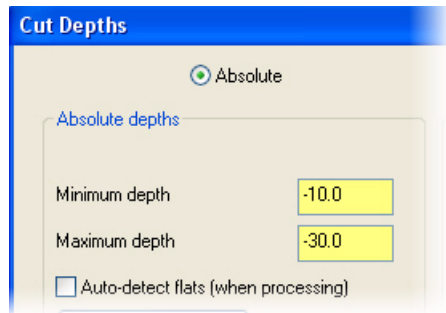 Cut Depths
Absolute
Absolute depths
Minimum depth -10.0
Maximum depth -30.0
Auto-detect flats (when processing)